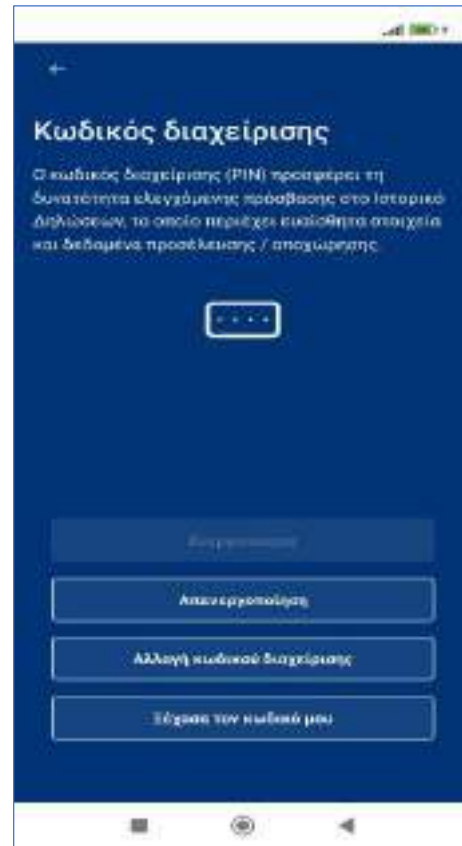 Κωδικός διαχείρισης
Ο κωδικός διαχείρισης (PIN) προσφέρει τη
δυνατότητα ελεγχόμενης πρόσβασης στο Ιστορικό
Δηλώσεων, το οποίο περιέχει ευαίσθητα στοιχεία
και δεδομένα προσέλευσης / αποχώρησης.
Ενεργοποίηση
Απενεργοποίηση
Αλλαγή κωδικού διαχείρισης
Ξέχασα τον κωδικό μου